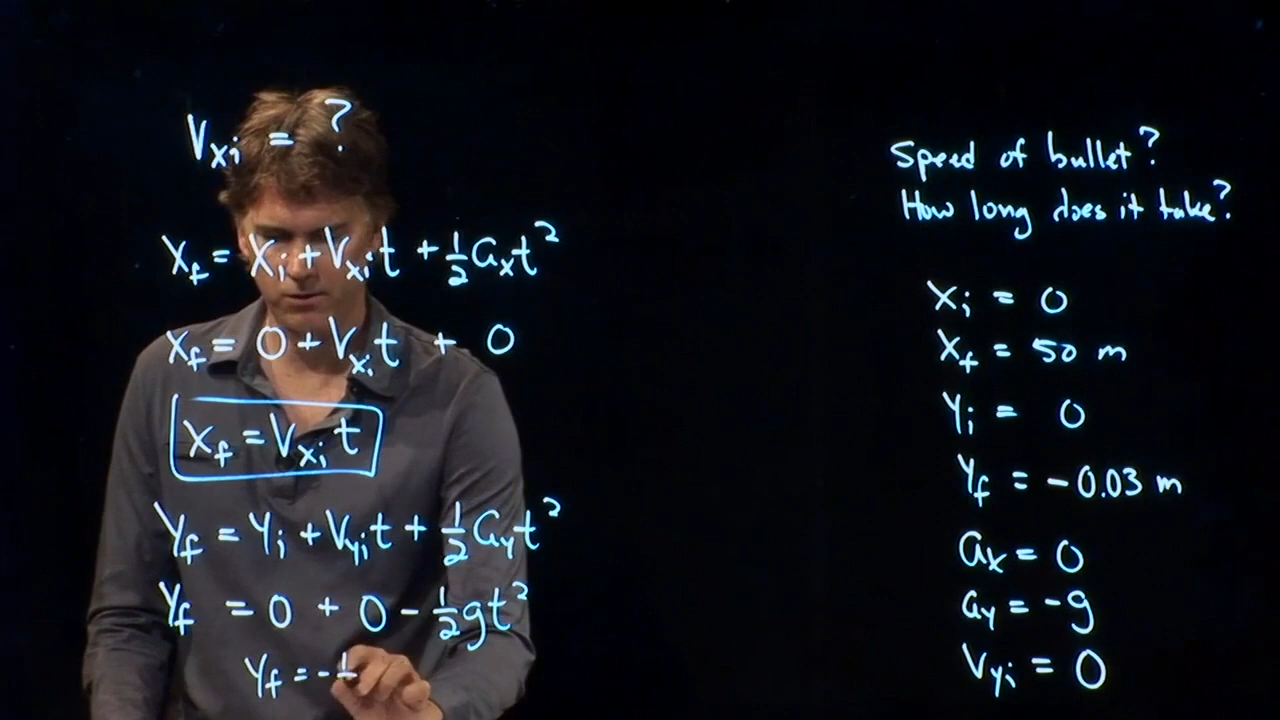 Vxi = ?
Xf = Xi + Vxi t + 1/2 ax t²
Xf = 0 + Vxi t + 0
Xf = Vxi t
Yf = Yi + Vyi t + 1/2 ay t²
Yf = 0 + 0 - 1/2 g t²
Yf = - 1
Speed of bullet?
How long does it take?
Xi = 0
Xf = 50 m
Yi = 0
Yf = - 0.03 m
ax = 0
ay = - g
Vyi = 0